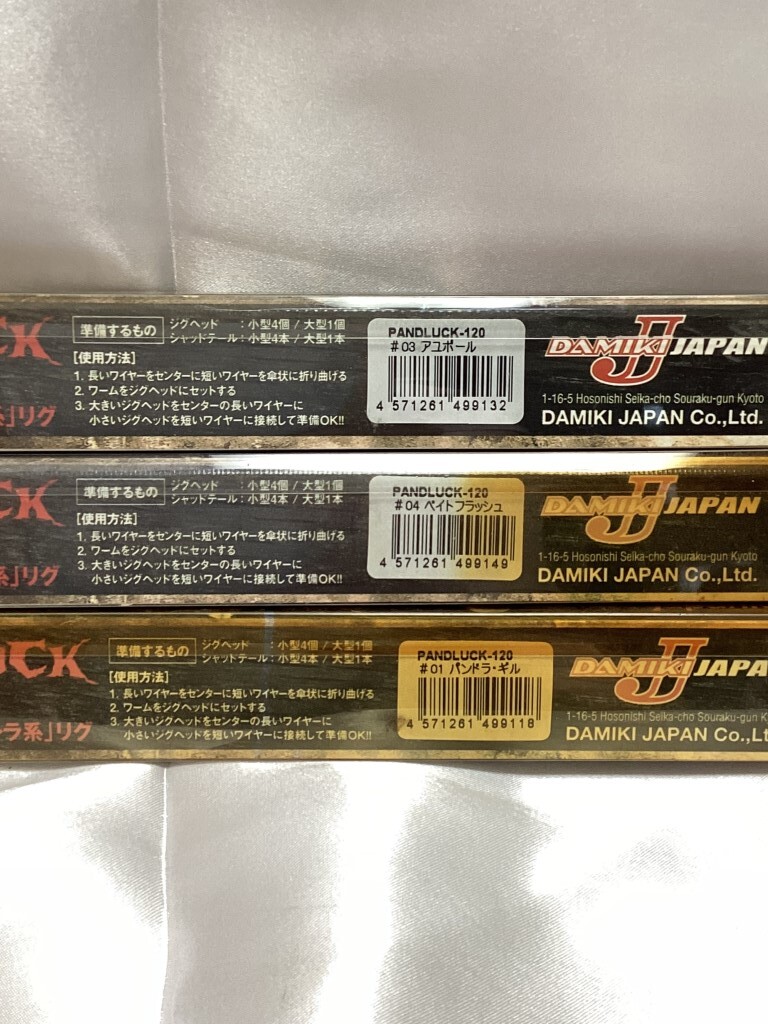 CK
系」リグ
準備するもの
ジグヘッド :小型4個 / 大型1個
シャッドテール:小型4本 / 大型1本
[使用方法]
1. 長いワイヤーをセンターに短いワイヤーを傘状に折り曲げる
2. ワームをジグヘッドにセットする
3. 大きいジグヘッドをセンターの長いワイヤーに
小さいジグヘッドを短いワイヤーに接続して準備OK!!
PANDLUCK-120
#03 アユボール
4 571261 499132
DAMIKI J JAPAN
1-16-5 Hosonishi Seika-cho Souraku-gun Kyoto
DAMIKI JAPAN Co.,Ltd.
CK
系」リグ
準備するもの
ジグヘッド :小型4個 / 大型1個
シャッドテール:小型4本 / 大型1本
[使用方法]
1. 長いワイヤーをセンターに短いワイヤーを傘状に折り曲げる
2. ワームをジグヘッドにセットする
3. 大きいジグヘッドをセンターの長いワイヤーに
小さいジグヘッドを短いワイヤーに接続して準備OK!!
PANDLUCK-120
#04 ベイトフラッシュ
4 571261 499149
DAMIKI J JAPAN
1-16-5 Hosonishi Seika-cho Souraku-gun Kyoto
DAMIKI JAPAN Co.,Ltd.
UCK
ラ系」リグ
準備するもの
ジグヘッド :小型4個 / 大型1個
シャッドテール:小型4本 / 大型1本
[使用方法]
1. 長いワイヤーをセンターに短いワイヤーを傘状に折り曲げる
2. ワームをジグヘッドにセットする
3. 大きいジグヘッドをセンターの長いワイヤーに
小さいジグヘッドを短いワイヤーに接続して準備OK!!
PANDLUCK-120
#01 パンドラ・ギル
4 571261 499118
DAMIKI J JAPA
1-16-5 Hosonishi Seika-cho Souraku-gun Ky
DAMIKI JAPAN Co.,Lt